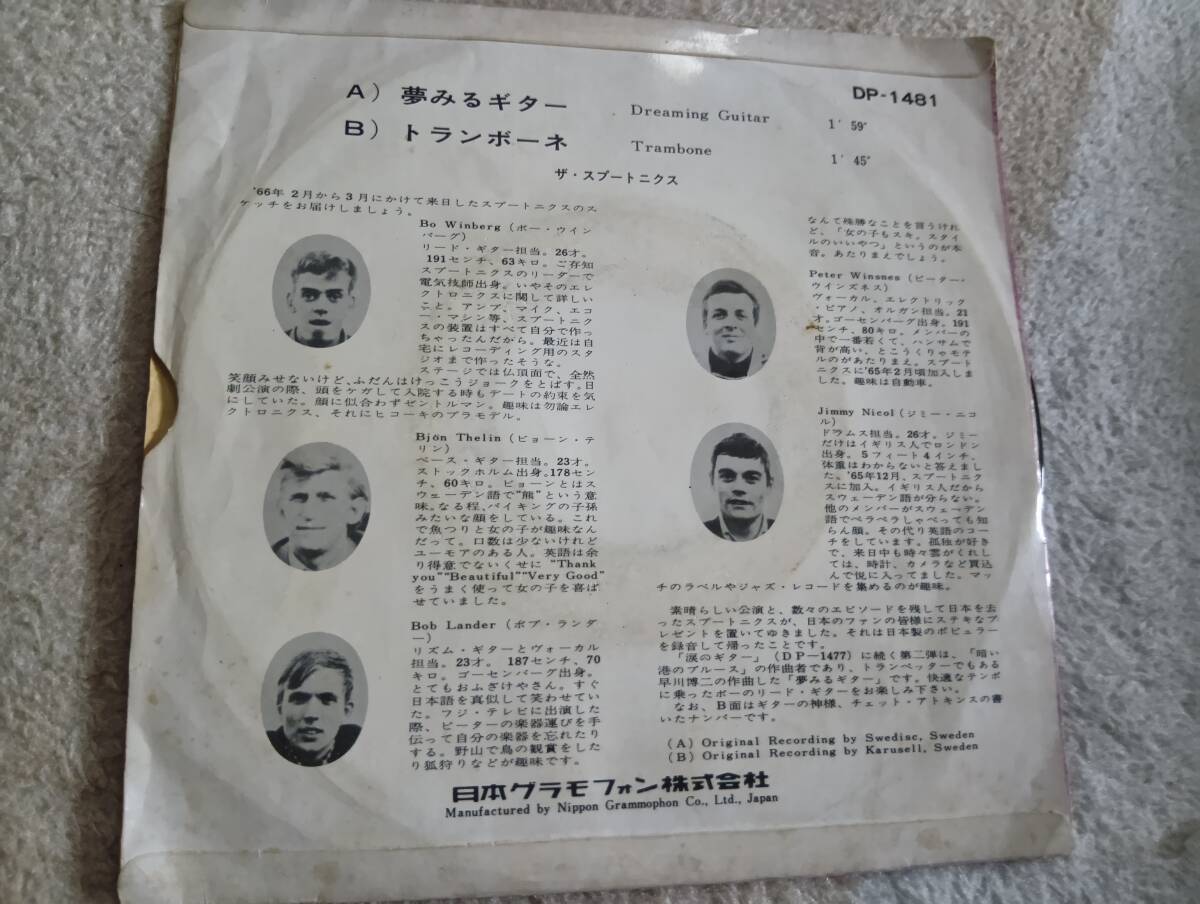 A) 夢みるギター Dreaming Guitar 1′59″
DP-1481
B) トランボーネ Trambone 1′45″
ザ・スプートニクス
'66年2月から3月にかけて来日したスプートニクスのス
ケッチをお届けしましょう。
Bo Winberg (ボー・ウイン
バーグ)
リード・ギター担当。26才。
191センチ、63キロ。ご存知
スプートニクスのリーダーで
電気技師出身。いやそのエレ
クトロニクスに関して詳しい
こと。アンプ、マイク、エコ
ー・マシン等、スプートニク
スの装置はすべて自分で作っ
ちゃったんだから。最近は自
宅にレコーディング用のスタ
ジオまで作ったそうな。
ステージでは仏頂面で、全然
笑顔みせないけど、ふだんはけっこうジョークをとばす。日
劇公演の際、頭をケガして入院する時もデートの約束を気
にしていた。顔に似合わずゼントルマン。趣味は勿論エレ
クトロニクス、それにヒコーキのプラモデル。
Bjön Thelin (ビョーン・テ
リン)
ベース・ギター担当。23才。
ストックホルム出身。178セン
チ、60キロ。ビョーンとはス
ウェーデン語で"熊"という意
味。なる程、バイキングの子孫
みたいな顔をしている。これ
で魚つりと女の子が趣味なん
だって。口数は少ないけれど
ユーモアのある人。英語は余
り得意でないくせに "Thank
you""Beautiful""Very Good"
をうまく使って女の子を喜ば
せていました。
Bob Lander (ボブ・ランダ
ー)
リズム・ギターとヴォーカル
担当。23才。187センチ、70
キロ。ゴーセンバーグ出身。
とてもおふざけやさん。すぐ
日本語を真似して笑わせてい
た。フジ・テレビに出演した
際、ピーターの楽器運びを手
伝って自分の楽器を忘れたり
する。野山で鳥の観賞をした
り狐狩りなどが趣味です。
なんて殊勝なことを言うけれ
ど、「女の子もスキ。スタイ
ルのいいやつ」というのが本
音。あたりまえでしょう。
Peter Winsnes (ピーター・
ウインズネス)
ヴォーカル、エレクトリック
・ピアノ、オルガン担当。21
才。ゴーセンバーグ出身。191
センチ、80キロ。メンバーの
中で一番若くて、ハンサムで
背が高い、とこうくりゃモテ
ルのがあたりまえ。スプート
ニクスに'65年2月頃加入しま
した。趣味は自動車。
Jimmy Nicol (ジミー・ニコ
ル)
ドラムス担当。26才。ジミー
だけはイギリス人でロンドン
出身。5フィート4インチ、
体重はわからないと答えまし
た。'65年12月、スプートニク
スに加入。イギリス人だから
スウェーデン語が分らない。
他のメンバーがスウェーデン
語でペラペラしゃべっても知
らん顔。その代り英語のコー
チをしています。孤独が好き
で、来日中も時々雲がくれし
ては、時計、カメラなど買込
んで悦に入ってました。マッ
チのラベルやジャズ・レコードを集めるのが趣味。
素晴らしい公演と、数々のエピソードを残して日本を去
ったスプートニクスが、日本のファンの皆様にステキなプ
レゼントを置いてゆきました。それは日本製のポピュラー
を録音して帰ったことです。
「涙のギター」(DP-1477)に続く第二弾は、「暗い
港のブルース」の作曲者であり、トランペッターでもある
早川博二の作曲した「夢みるギター」です。快適なテンポ
に乗ったボーのリード・ギターをお楽しみ下さい。
なお、B面はギターの神様、チェット・アトキンスの書
いたナンバーです。
(A) Original Recording by Swedisc, Sweden
(B) Original Recording by Karusell, Sweden
日本グラモフォン株式会社
Manufactured by Nippon Grammophon Co., Ltd., Japan